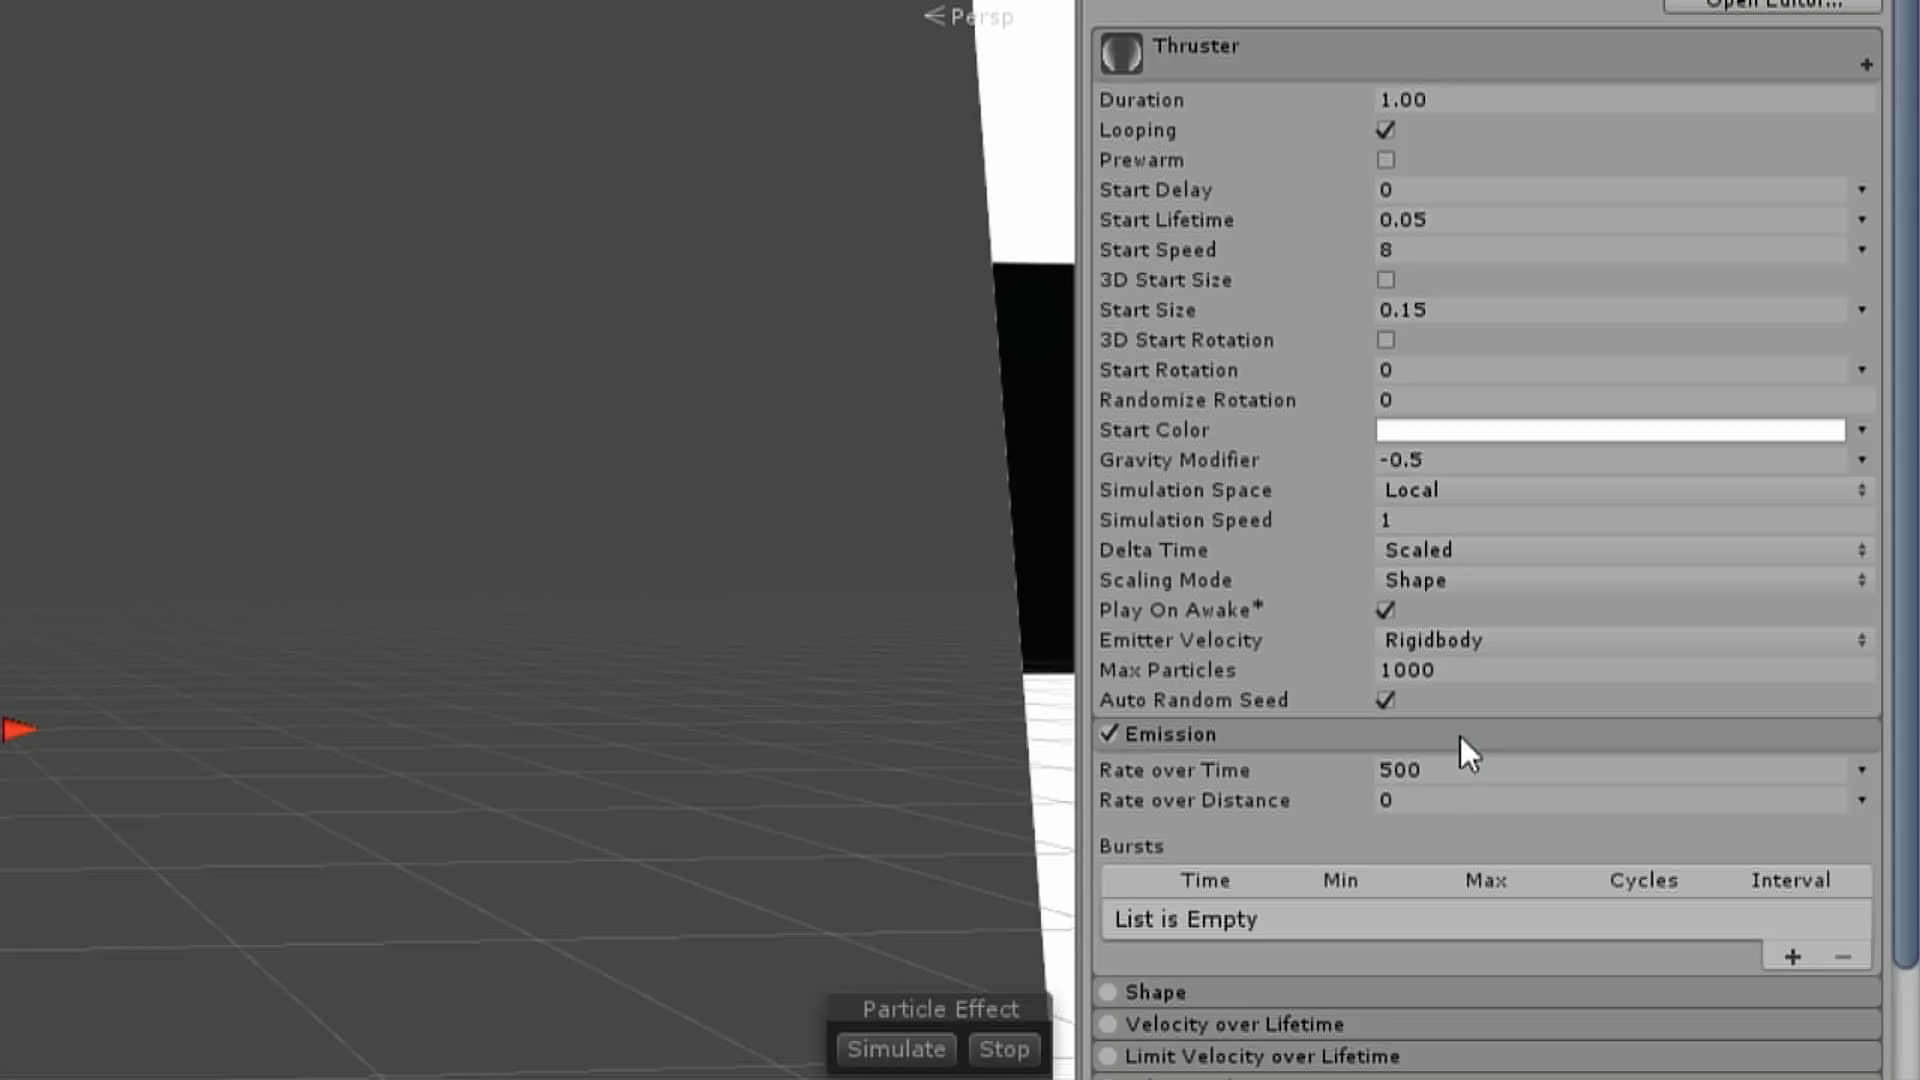 Persp
Open Editor...
Thruster
Duration 1.00
Looping
Prewarm
Start Delay 0
Start Lifetime 0.05
Start Speed 8
3D Start Size
Start Size 0.15
3D Start Rotation
Start Rotation 0
Randomize Rotation 0
Start Color
Gravity Modifier -0.5
Simulation Space Local
Simulation Speed 1
Delta Time Scaled
Scaling Mode Shape
Play On Awake*
Emitter Velocity Rigidbody
Max Particles 1000
Auto Random Seed
Emission
Rate over Time 500
Rate over Distance 0
Bursts
Time Min Max Cycles Interval
List is Empty
Shape
Velocity over Lifetime
Limit Velocity over Lifetime
Particle Effect
Simulate Stop